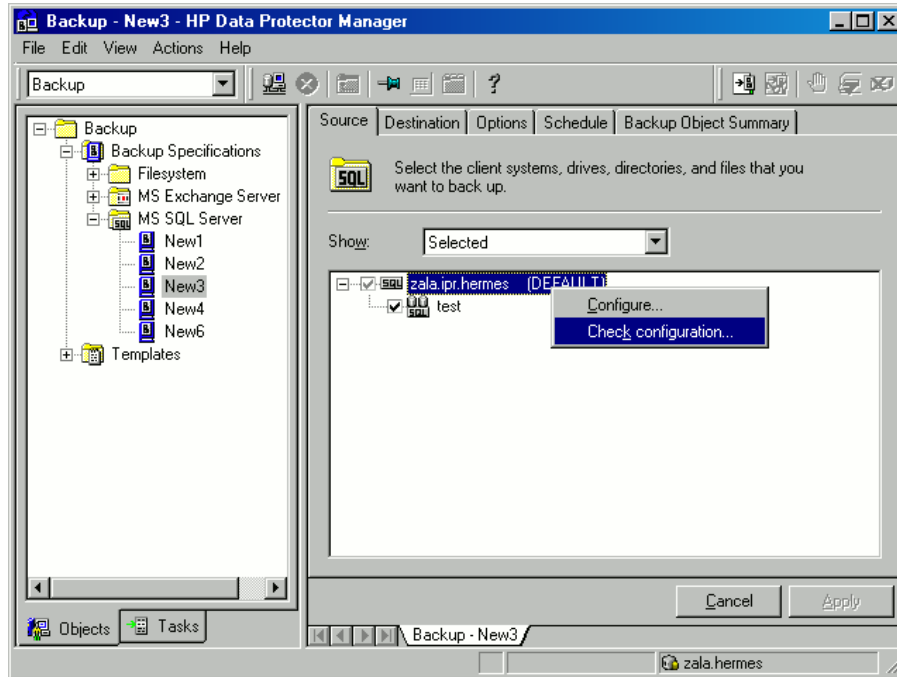 Backup - New3 - HP Data Protector Manager
File Edit View Actions Help
Backup
Backup
Backup Specifications
Filesystem
MS Exchange Server
MS SQL Server
New1
New2
New3
New4
New6
Templates
Objects Tasks
Source Destination Options Schedule Backup Object Summary
SQL
Select the client systems, drives, directories, and files that you
want to back up.
Show: Selected
SQL zala.ipr.hermes (DEFAULT)
test
Configure...
Check configuration...
Cancel Apply
Backup - New3
zala.hermes